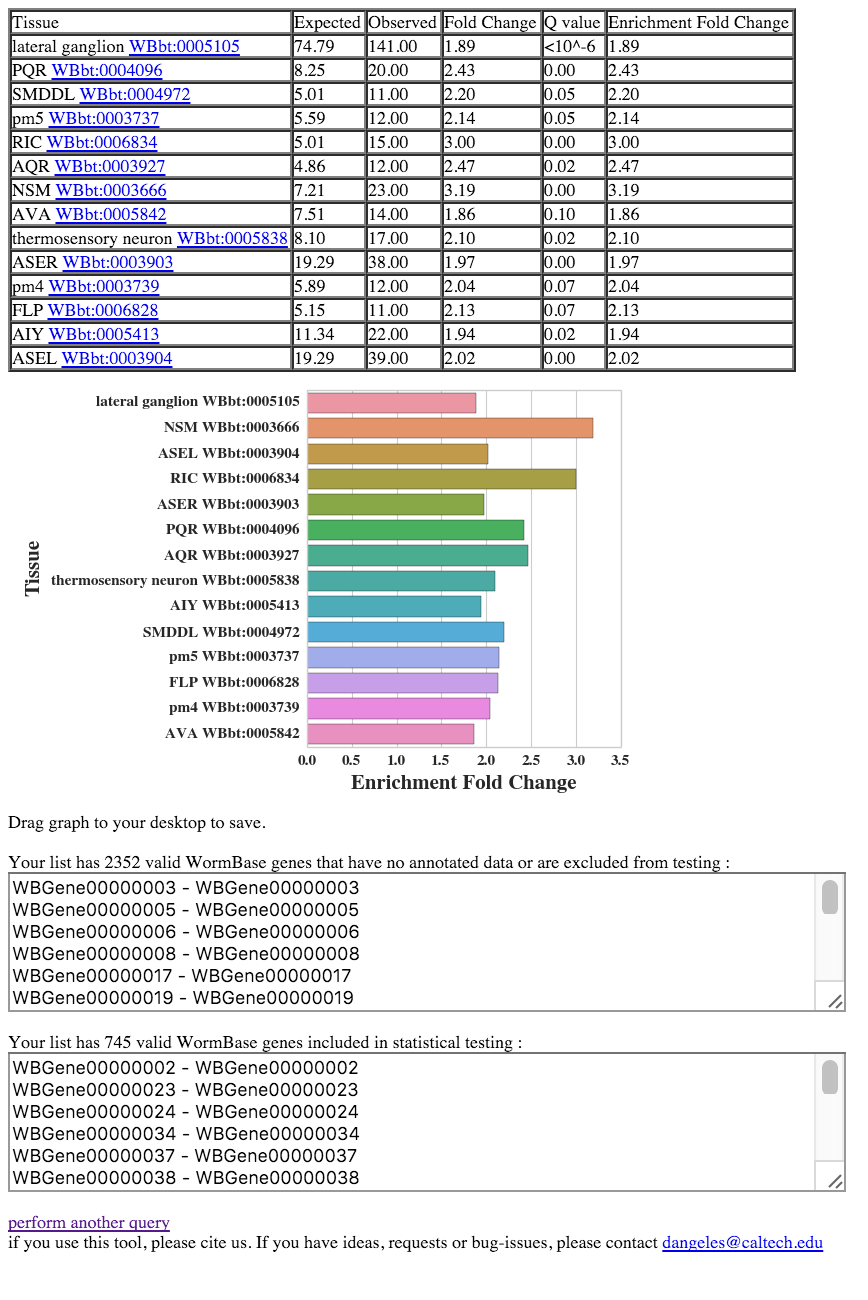 Tissue Expected Observed Fold Change Q value Enrichment Fold Change
lateral ganglion WBbt:0005105 74.79 141.00 1.89 <10^-6 1.89
PQR WBbt:0004096 8.25 20.00 2.43 0.00 2.43
SMDDL WBbt:0004972 5.01 11.00 2.20 0.05 2.20
pm5 WBbt:0003737 5.59 12.00 2.14 0.05 2.14
RIC WBbt:0006834 5.01 15.00 3.00 0.00 3.00
AQR WBbt:0003927 4.86 12.00 2.47 0.02 2.47
NSM WBbt:0003666 7.21 23.00 3.19 0.00 3.19
AVA WBbt:0005842 7.51 14.00 1.86 0.10 1.86
thermosensory neuron WBbt:0005838 8.10 17.00 2.10 0.02 2.10
ASER WBbt:0003903 19.29 38.00 1.97 0.00 1.97
pm4 WBbt:0003739 5.89 12.00 2.04 0.07 2.04
FLP WBbt:0006828 5.15 11.00 2.13 0.07 2.13
AIY WBbt:0005413 11.34 22.00 1.94 0.02 1.94
ASEL WBbt:0003904 19.29 39.00 2.02 0.00 2.02
Tissue
lateral ganglion WBbt:0005105
NSM WBbt:0003666
ASEL WBbt:0003904
RIC WBbt:0006834
ASER WBbt:0003903
PQR WBbt:0004096
AQR WBbt:0003927
thermosensory neuron WBbt:0005838
AIY WBbt:0005413
SMDDL WBbt:0004972
pm5 WBbt:0003737
FLP WBbt:0006828
pm4 WBbt:0003739
AVA WBbt:0005842
0.0 0.5 1.0 1.5 2.0 2.5 3.0 3.5
Enrichment Fold Change
Drag graph to your desktop to save.
Your list has 2352 valid WormBase genes that have no annotated data or are excluded from testing :
WBGene00000003 - WBGene00000003
WBGene00000005 - WBGene00000005
WBGene00000006 - WBGene00000006
WBGene00000008 - WBGene00000008
WBGene00000017 - WBGene00000017
WBGene00000019 - WBGene00000019
Your list has 745 valid WormBase genes included in statistical testing :
WBGene00000002 - WBGene00000002
WBGene00000023 - WBGene00000023
WBGene00000024 - WBGene00000024
WBGene00000034 - WBGene00000034
WBGene00000037 - WBGene00000037
WBGene00000038 - WBGene00000038
perform another query
if you use this tool, please cite us. If you have ideas, requests or bug-issues, please contact dangeles@caltech.edu